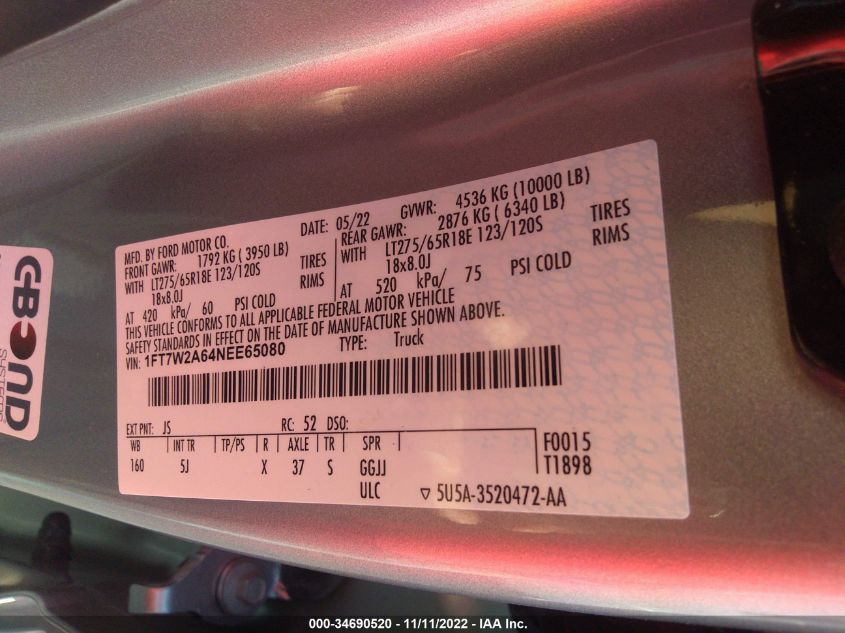 MFD. BY FORD MOTOR CO.
DATE: 05/22 GVWR: 4536 KG (10000 LB)
FRONT GAWR: 1792 KG ( 3950 LB)
WITH LT275/65R18E 123/120S TIRES
18x8.0J RIMS
AT 420 kPa/ 60 PSI COLD
REAR GAWR: 2876 KG ( 6340 LB)
WITH LT275/65R18E 123/120S TIRES
18x8.0J RIMS
AT 520 kPa/ 75 PSI COLD
THIS VEHICLE CONFORMS TO ALL APPLICABLE FEDERAL MOTOR VEHICLE
SAFETY STANDARDS IN EFFECT ON THE DATE OF MANUFACTURE SHOWN ABOVE.
VIN: 1FT7W2A64NEE65080 TYPE: Truck
EXT PNT: JS RC: 52 DSO:
WB INT TR TP/PS R AXLE TR SPR F0015
160 5J X 37 S GGJJ T1898
ULC 5U5A-3520472-AA
BOND
SYSTEMS
000-34690520 - 11/11/2022 - IAA Inc.